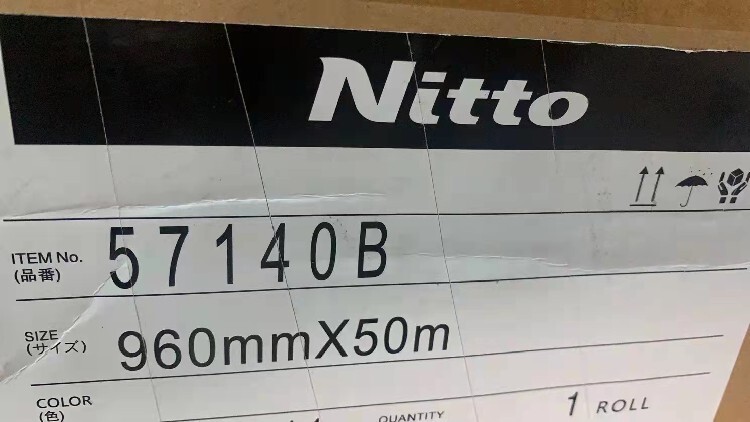 Nitto
ITEM No.
(品番)
57140B
SIZE
(サイズ)
960mmX50m
COLOR
(色)
QUANTITY
1 ROLL